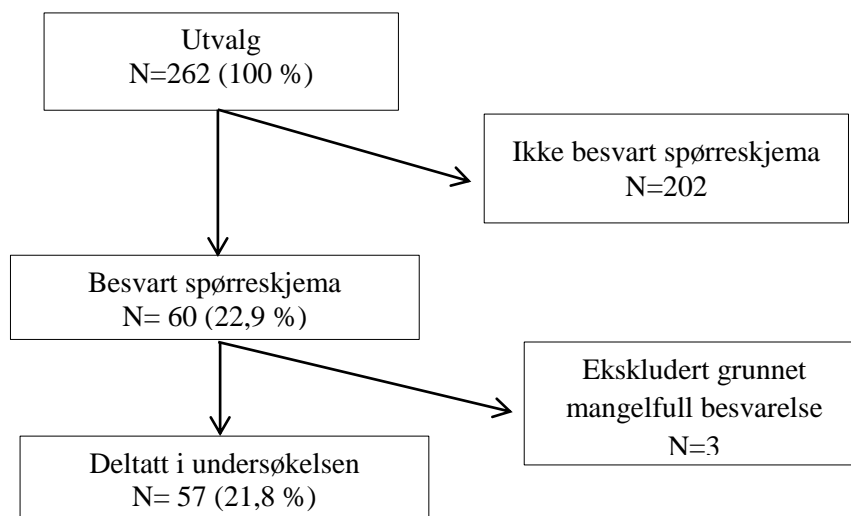 Utvalg
N=262 (100 %)
Ikke besvart spørreskjema
N=202
Besvart spørreskjema
N= 60 (22,9 %)
Ekskludert grunnet
mangelfull besvarelse
N=3
Deltatt i undersøkelsen
N= 57 (21,8 %)